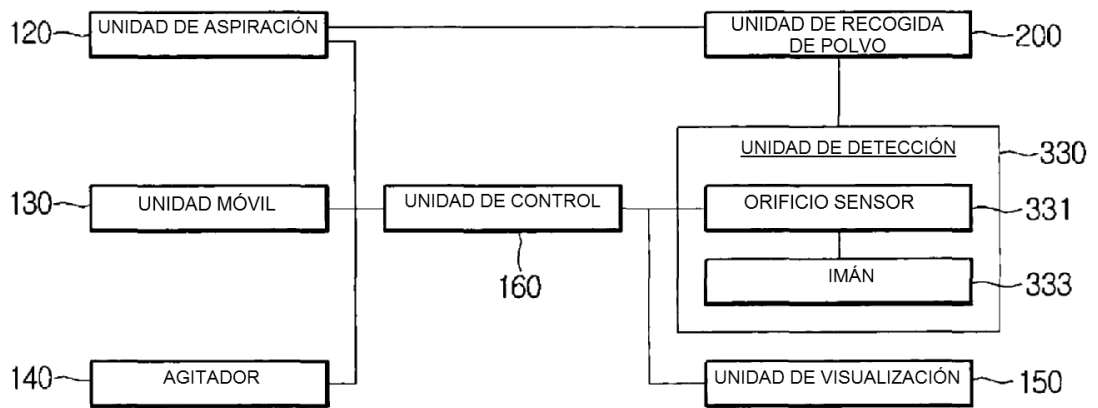 120
UNIDAD DE ASPIRACIÓN
UNIDAD DE RECOGIDA
DE POLVO
200
UNIDAD DE DETECCIÓN
330
130
UNIDAD MÓVIL
UNIDAD DE CONTROL
160
ORIFICIO SENSOR
331
IMÁN
333
140
AGITADOR
UNIDAD DE VISUALIZACIÓN
150